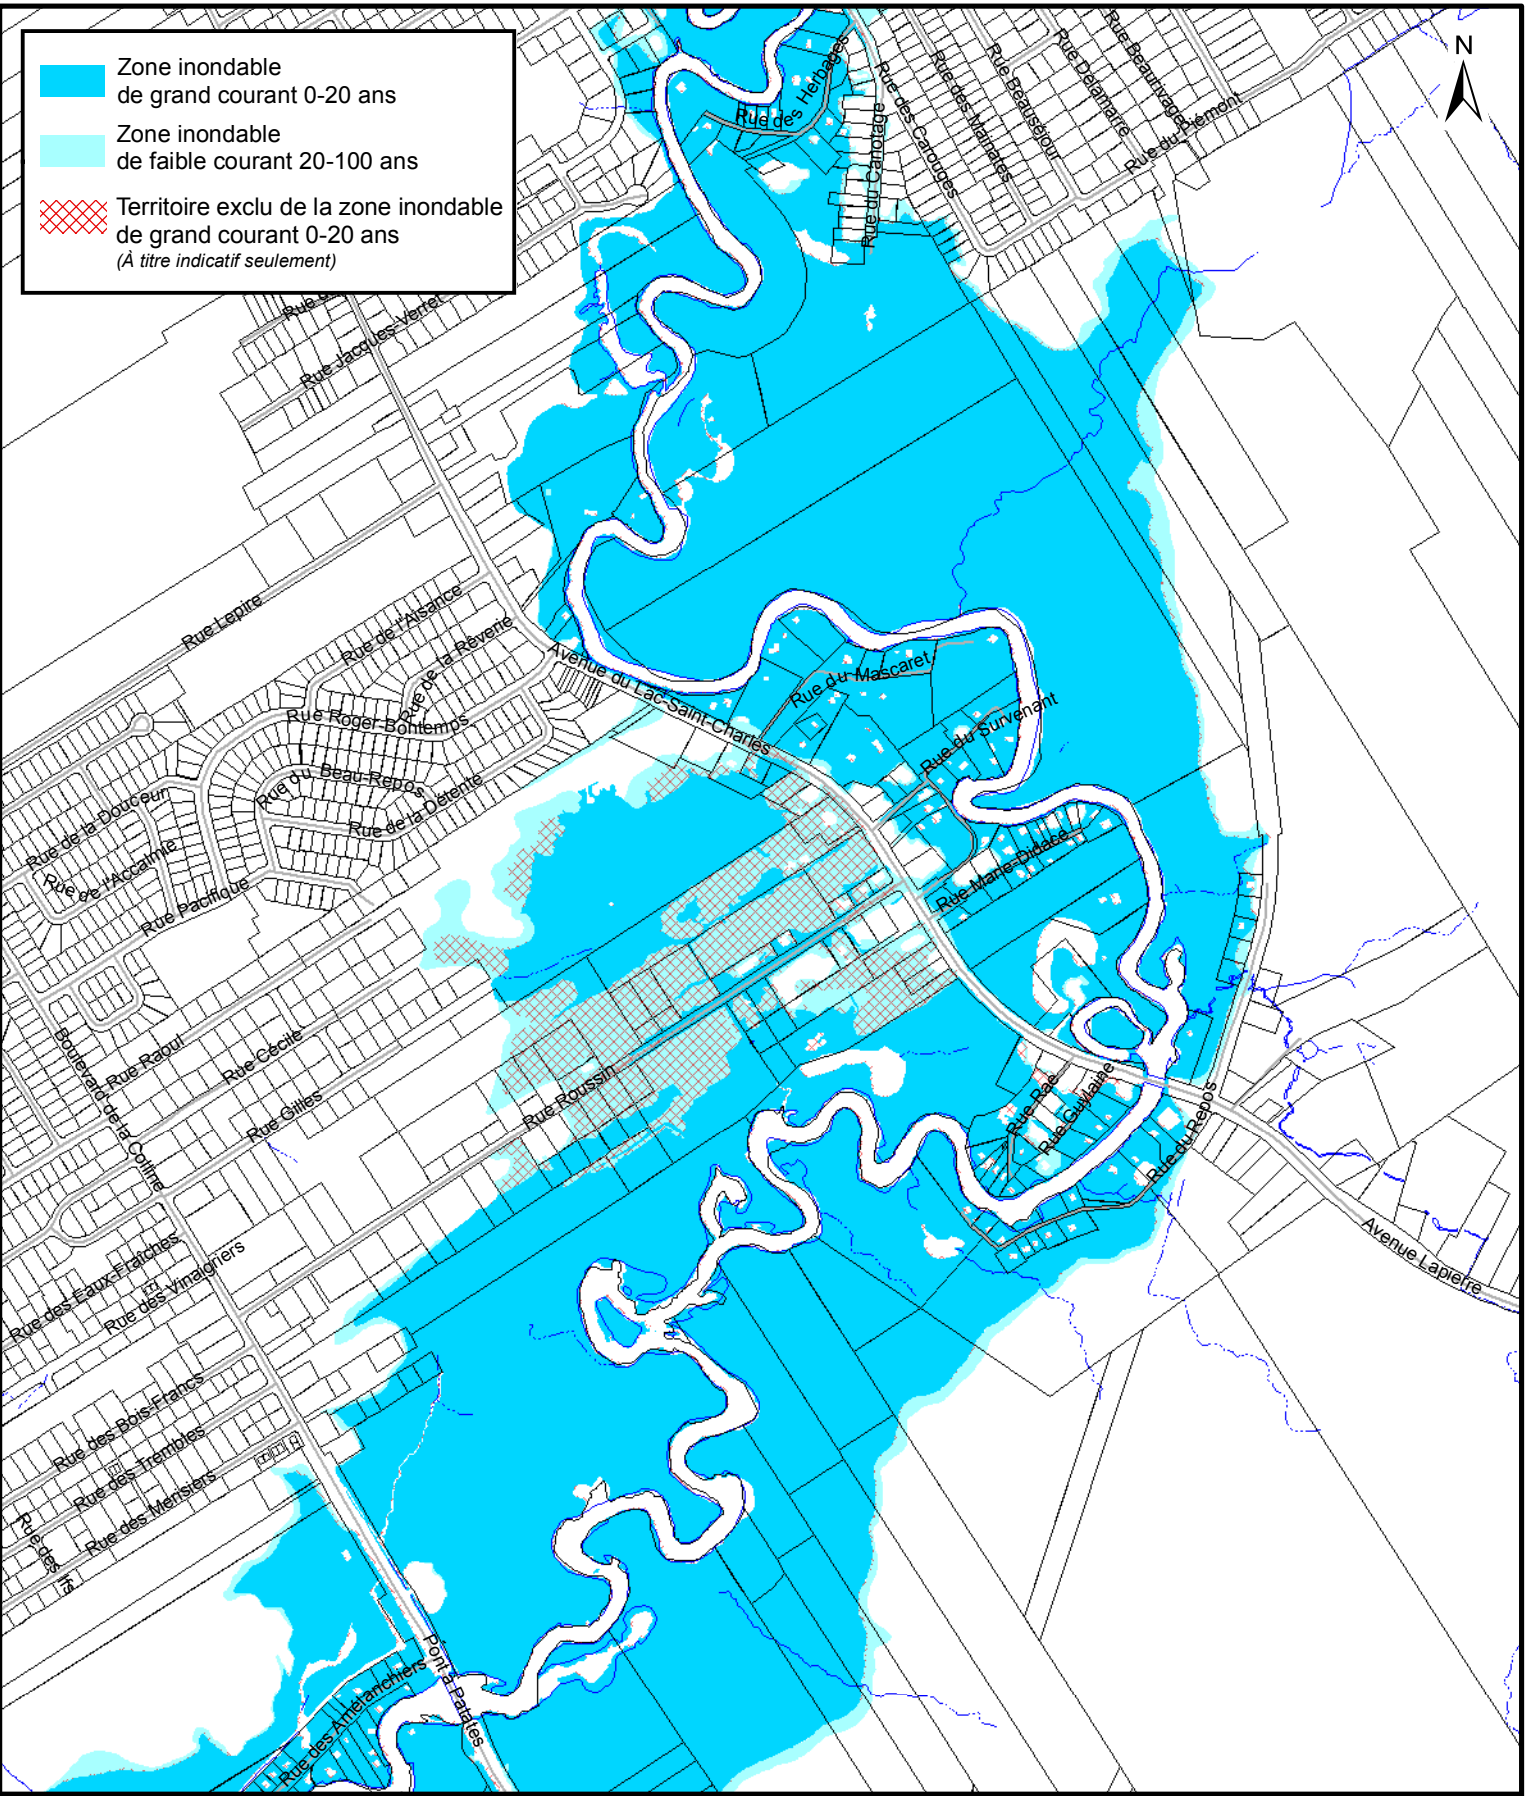 Zone inondable
de grand courant 0-20 ans
Zone inondable
de faible courant 20-100 ans
Territoire exclu de la zone inondable
de grand courant 0-20 ans
(À titre indicatif seulement)
N
Rue des Herbages
Rue du Canotage
Rue des Carouges
Rue des Mainates
Rue Beauséjour
Rue Delamarre
Rue Beaurivage
Rue du Piémont
Rue
Rue Jacques-Verret
Rue Lepire
Rue de l'Aisance
Rue de la Rêverie
Rue Roger-Bontemps
Rue du Beau-Repos
Rue de la Détente
Rue de la Douceur
Rue de l'Accalmie
Rue Pacifique
Avenue du Lac-Saint-Charles
Rue du Mascaret
Rue du Survenant
Rue Marie-Didace
Boulevard de la Colline
Rue Raoul
Rue Cécile
Rue Gilles
Rue Roussin
Rue Rae
Rue Guylaine
Rue du Repos
Avenue Lapierre
Rue des Eaux-Fraîches
Rue des Vinaigriers
Rue des Bois-Francs
Rue des Trembles
Rue des Merisiers
Rue des Ifs
Pont à Patates
Rue des Amélanchiers